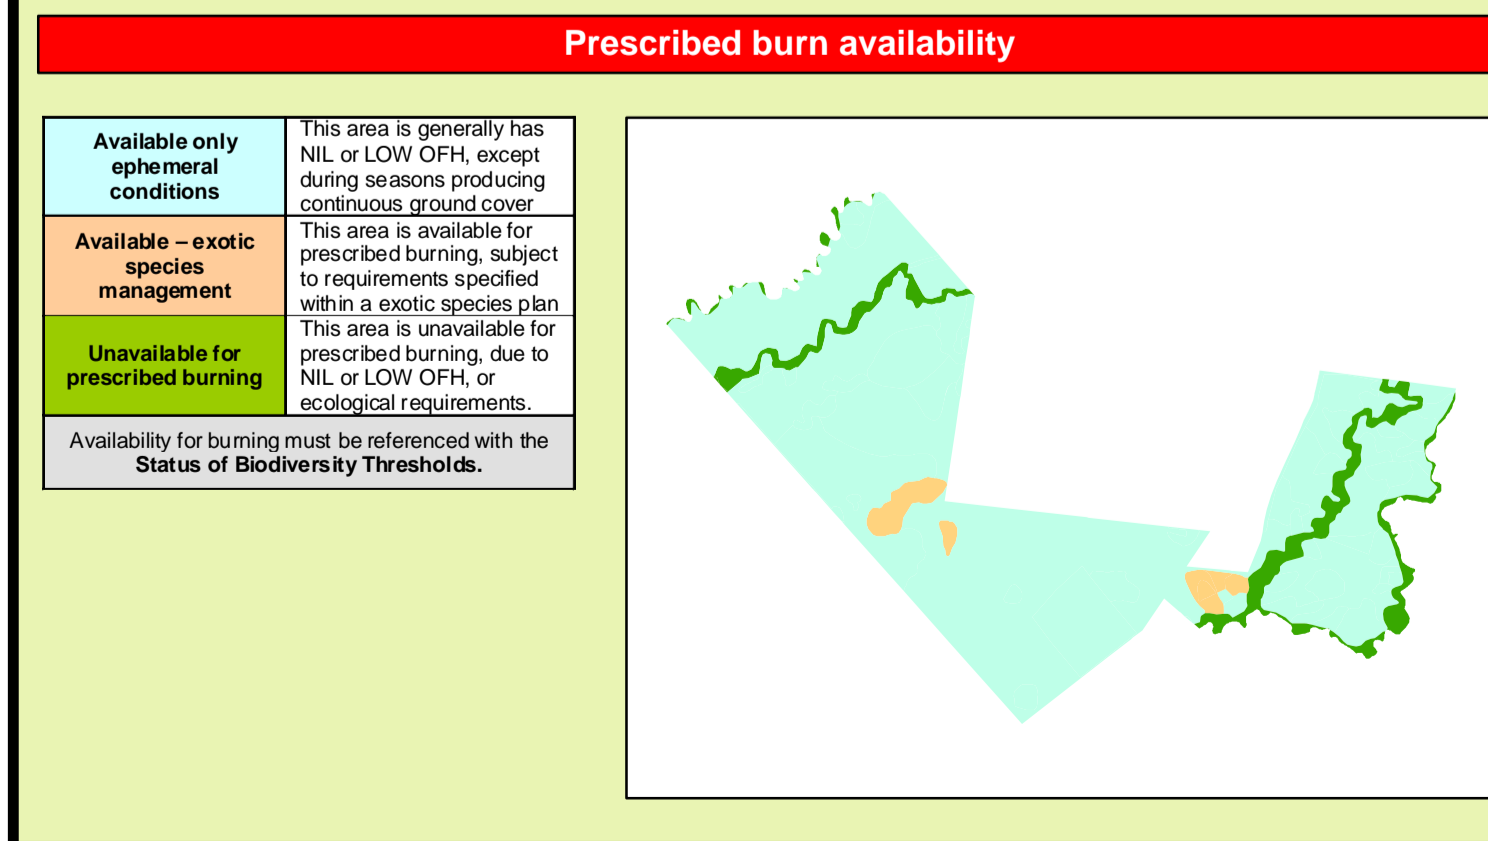 Prescribed burn availability
Available only
ephemeral
conditions
This area is generally has
NIL or LOW OFH, except
during seasons producing
continuous ground cover
Available – exotic
species
management
This area is available for
prescribed burning, subject
to requirements specified
within a exotic species plan
Unavailable for
prescribed burning
This area is unavailable for
prescribed burning, due to
NIL or LOW OFH, or
ecological requirements.
Availability for burning must be referenced with the
Status of Biodiversity Thresholds.